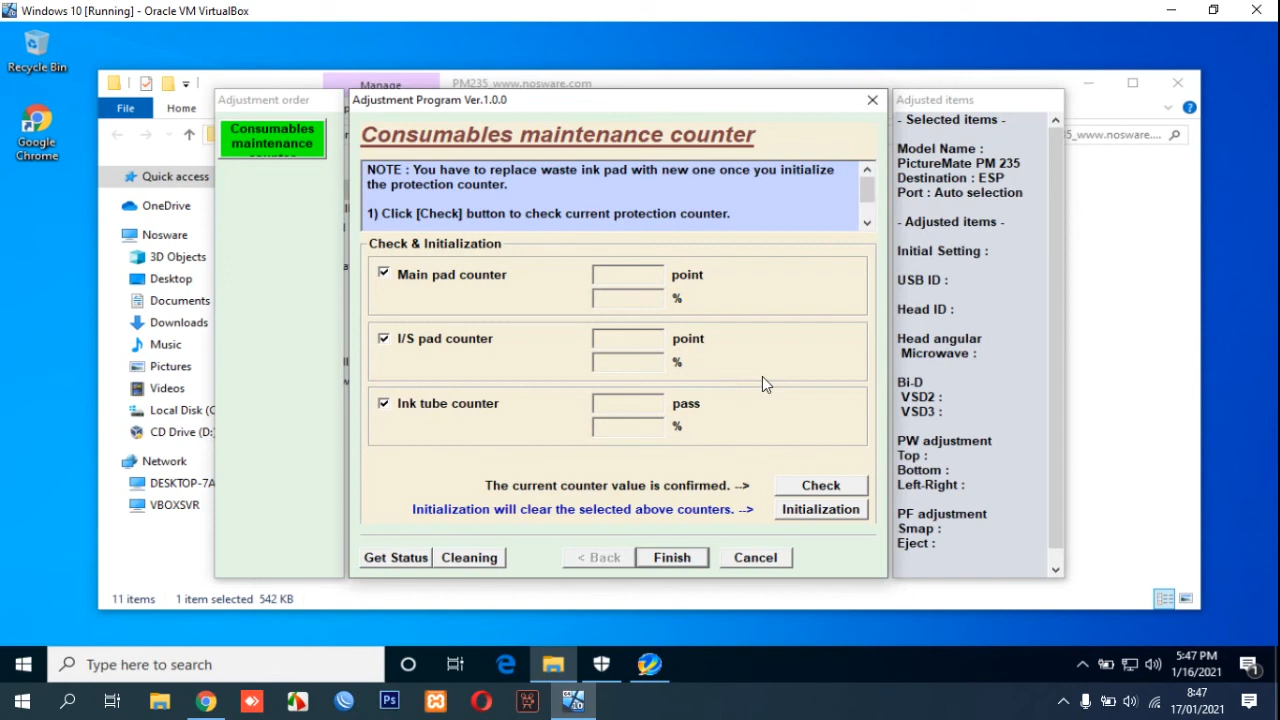 Windows 10 [Running] - Oracle VM VirtualBox
Recycle Bin
Google
Chrome
Manage
PM235_www.nosware.com
File
Home
35_www.nosware....
Adjustment order
Consumables
maintenance
Adjustment Program Ver.1.0.0
Consumables maintenance counter
NOTE : You have to replace waste ink pad with new one once you initialize
the protection counter.
1) Click [Check] button to check current protection counter.
Check & Initialization
Main pad counter
point
%
I/S pad counter
point
%
Ink tube counter
pass
%
The current counter value is confirmed. -->
Check
Initialization will clear the selected above counters. -->
Initialization
Get Status
Cleaning
< Back
Finish
Cancel
Adjusted items
- Selected items -
Model Name :
PictureMate PM 235
Destination : ESP
Port : Auto selection
- Adjusted items -
Initial Setting :
USB ID :
Head ID :
Head angular
Microwave :
Bi-D
VSD2 :
VSD3 :
PW adjustment
Top :
Bottom :
Left-Right :
PF adjustment
Smap :
Eject :
Quick access
OneDrive
Nosware
3D Objects
Desktop
Documents
Downloads
Music
Pictures
Videos
Local Disk (C
CD Drive (D:
Network
DESKTOP-7A
VBOXSVR
11 items
1 item selected 542 KB
Type here to search
5:47 PM
1/16/2021
1
Ps
8:47
17/01/2021